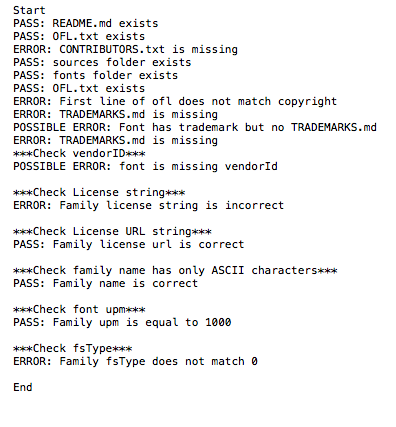 Start
PASS: README.md exists
PASS: OFL.txt exists
ERROR: CONTRIBUTORS.txt is missing
PASS: sources folder exists
PASS: fonts folder exists
PASS: OFL.txt exists
ERROR: First line of ofl does not match copyright
ERROR: TRADEMARKS.md is missing
POSSIBLE ERROR: Font has trademark but no TRADEMARKS.md
ERROR: TRADEMARKS.md is missing
***Check vendorID***
POSSIBLE ERROR: font is missing vendorId
***Check License string***
ERROR: Family license string is incorrect
***Check License URL string***
PASS: Family license url is correct
***Check family name has only ASCII characters***
PASS: Family name is correct
***Check font upm***
PASS: Family upm is equal to 1000
***Check fsType***
ERROR: Family fsType does not match 0
End